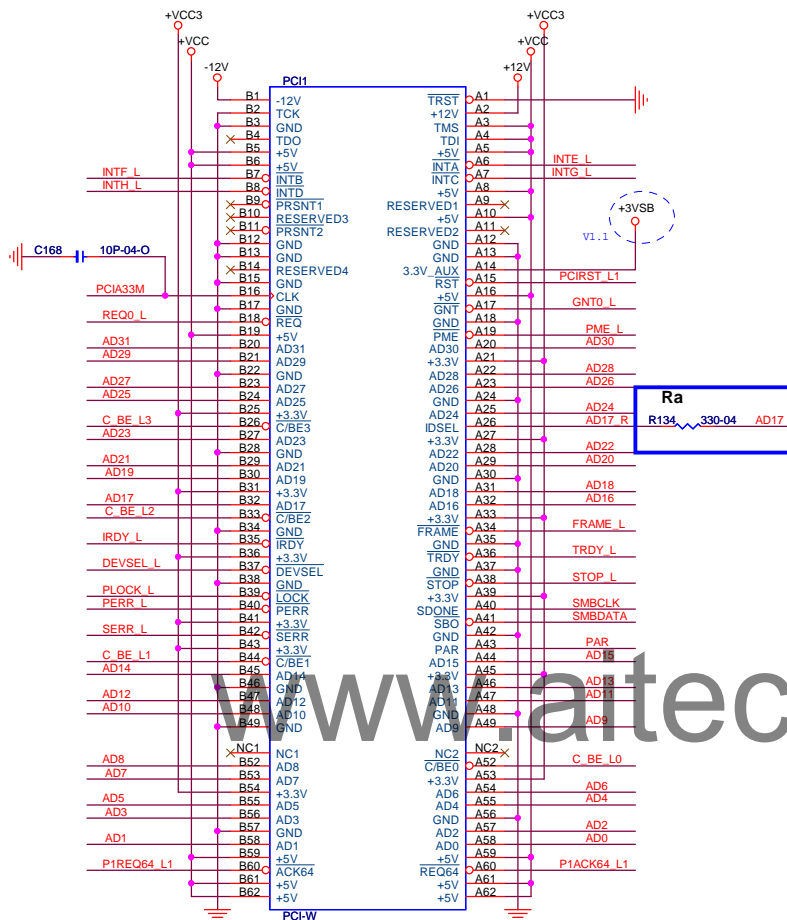 +VCC3 +VCC3
+VCC +VCC
-12V +12V
PCI1
B1 -12V TRST A1
B2 TCK +12V A2
B3 GND TMS A3
B4 TDO TDI A4
B5 +5V +5V A5
B6 +5V INTA A6 INTE_L
INTF_L B7 INTB INTC A7 INTG_L
INTH_L B8 INTD +5V A8
B9 PRSNT1 RESERVED1 A9
B10 RESERVED3 +5V A10 +3VSB
B11 PRSNT2 RESERVED2 A11 V1.1
B12 GND GND A12
C168 10P-04-O B13 GND GND A13
B14 RESERVED4 3.3V_AUX A14
B15 GND RST A15 PCIRST_L1
PCIA33M B16 CLK +5V A16
B17 GND GNT A17 GNT0_L
REQ0_L B18 REQ GND A18
B19 +5V PME A19 PME_L
AD31 B20 AD31 AD30 A20 AD30
AD29 B21 AD29 +3.3V A21
B22 GND AD28 A22 AD28
AD27 B23 AD27 AD26 A23 AD26
AD25 B24 AD25 GND A24 Ra
B25 +3.3V AD24 A25 AD24
C_BE_L3 B26 C/BE3 IDSEL A26 AD17_R R134 330-04 AD17
AD23 B27 AD23 +3.3V A27
B28 GND AD22 A28 AD22
AD21 B29 AD21 AD20 A29 AD20
AD19 B30 AD19 GND A30
B31 +3.3V AD18 A31 AD18
AD17 B32 AD17 AD16 A32 AD16
C_BE_L2 B33 C/BE2 +3.3V A33
B34 GND FRAME A34 FRAME_L
IRDY_L B35 IRDY GND A35
B36 +3.3V TRDY A36 TRDY_L
DEVSEL_L B37 DEVSEL GND A37
B38 GND STOP A38 STOP_L
PLOCK_L B39 LOCK +3.3V A39
PERR_L B40 PERR SDONE A40 SMBCLK
B41 +3.3V SBO A41 SMBDATA
SERR_L B42 SERR GND A42
B43 +3.3V PAR A43 PAR
C_BE_L1 B44 C/BE1 AD15 A44 AD15
AD14 B45 AD14 +3.3V A45
B46 GND AD13 A46 AD13
AD12 B47 AD12 AD11 A47 AD11
AD10 B48 AD10 GND A48
B49 GND AD9 A49 AD9
www.aitec
NC1 NC1 NC2 NC2
AD8 B52 AD8 C/BE0 A52 C_BE_L0
AD7 B53 AD7 +3.3V A53
B54 +3.3V AD6 A54 AD6
AD5 B55 AD5 AD4 A55 AD4
AD3 B56 AD3 GND A56
B57 GND AD2 A57 AD2
AD1 B58 AD1 AD0 A58 AD0
B59 +5V +5V A59
P1REQ64_L1 B60 ACK64 REQ64 A60 P1ACK64_L1
B61 +5V +5V A61
B62 +5V +5V A62
PCI-W